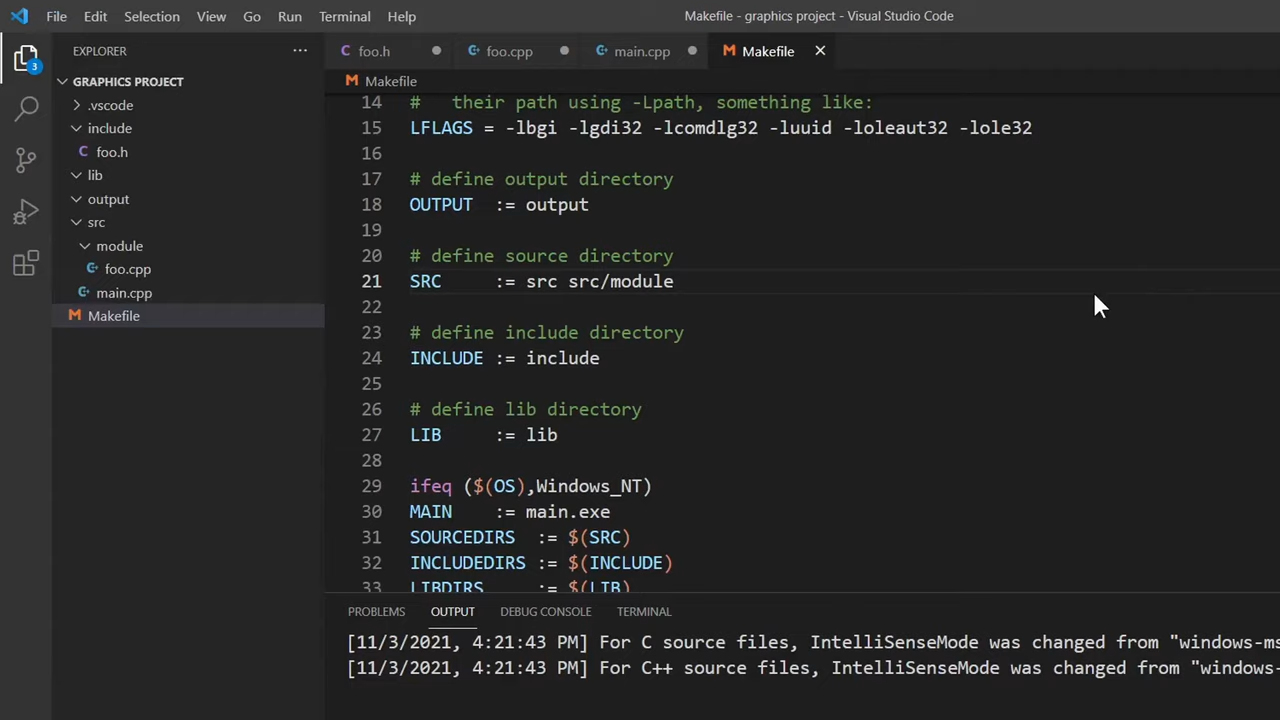 File Edit Selection View Go Run Terminal Help
Makefile - graphics project - Visual Studio Code
EXPLORER
3
GRAPHICS PROJECT
.vscode
include
C foo.h
lib
output
src
module
foo.cpp
main.cpp
M Makefile
C foo.h
foo.cpp
main.cpp
M Makefile
M Makefile
14 # their path using -Lpath, something like:
15 LFLAGS = -lbgi -lgdi32 -lcomdlg32 -luuid -loleaut32 -lole32
16
17 # define output directory
18 OUTPUT := output
19
20 # define source directory
21 SRC := src src/module
22
23 # define include directory
24 INCLUDE := include
25
26 # define lib directory
27 LIB := lib
28
29 ifeq ($(OS),Windows_NT)
30 MAIN := main.exe
31 SOURCEDIRS := $(SRC)
32 INCLUDEDIRS := $(INCLUDE)
33 LIBDIRS := $(LIB)
PROBLEMS OUTPUT DEBUG CONSOLE TERMINAL
[11/3/2021, 4:21:43 PM] For C source files, IntelliSenseMode was changed from "windows-ms
[11/3/2021, 4:21:43 PM] For C++ source files, IntelliSenseMode was changed from "windows-